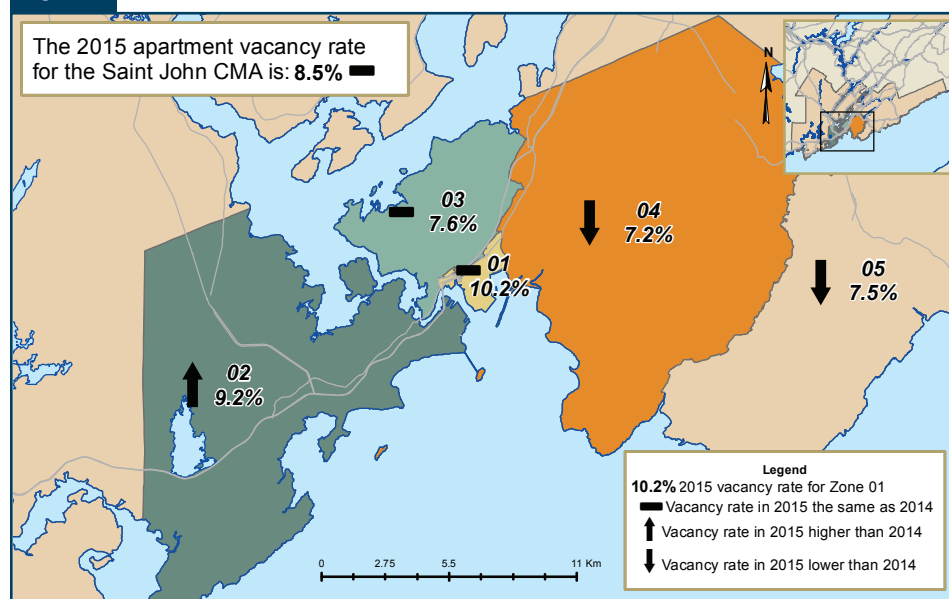 The 2015 apartment vacancy rate
for the Saint John CMA is: 8.5%
N
03
7.6%
04
7.2%
01
10.2%
05
7.5%
02
9.2%
0 2.75 5.5 11 Km
Legend
10.2% 2015 vacancy rate for Zone 01
Vacancy rate in 2015 the same as 2014
Vacancy rate in 2015 higher than 2014
Vacancy rate in 2015 lower than 2014